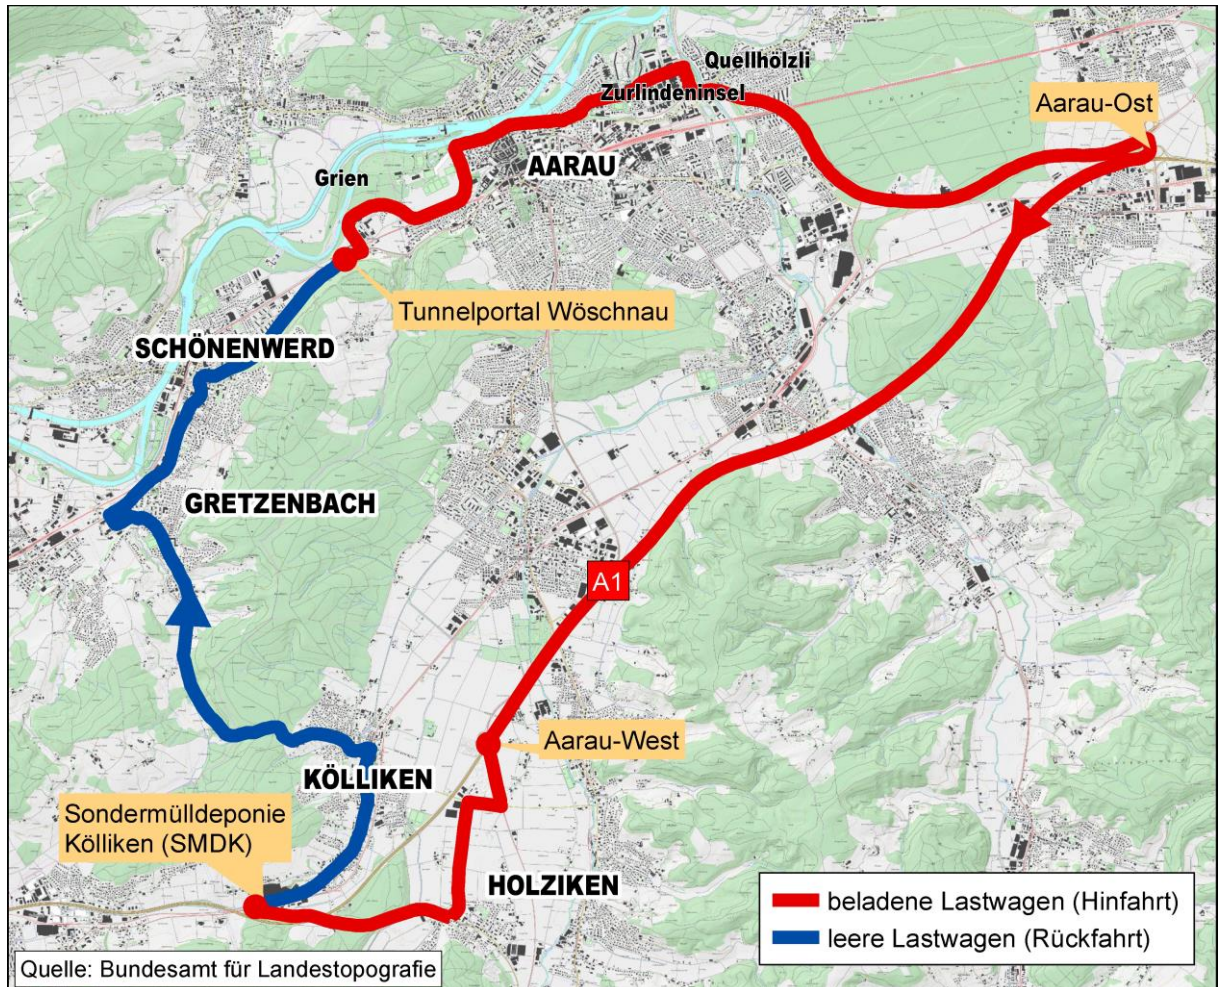 Quellhölzli
Zurlindeninsel
Aarau-Ost
AARAU
Grien
Tunnelportal Wöschnau
SCHÖNENWERD
GRETZENBACH
A1
Aarau-West
KÖLLIKEN
Sondermülldeponie
Kölliken (SMDK)
HOLZIKEN
beladene Lastwagen (Hinfahrt)
leere Lastwagen (Rückfahrt)
Quelle: Bundesamt für Landestopografie